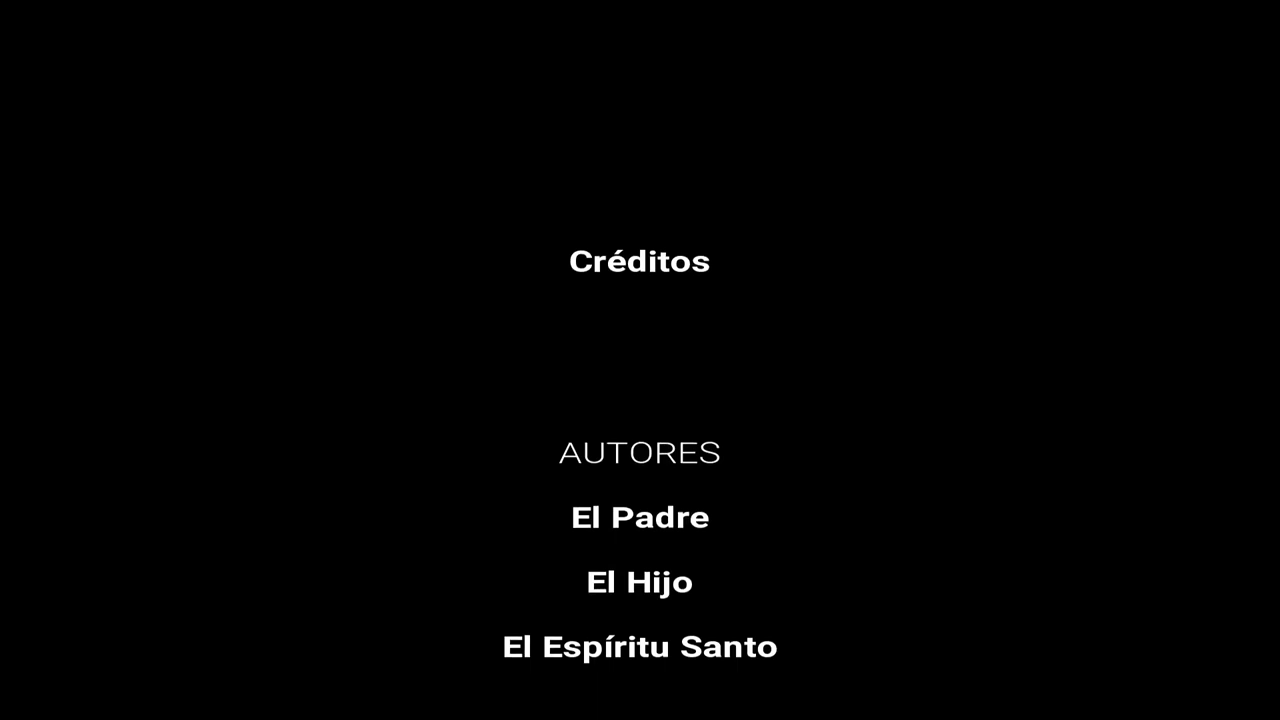 Créditos
AUTORES
El Padre
El Hijo
El Espíritu Santo